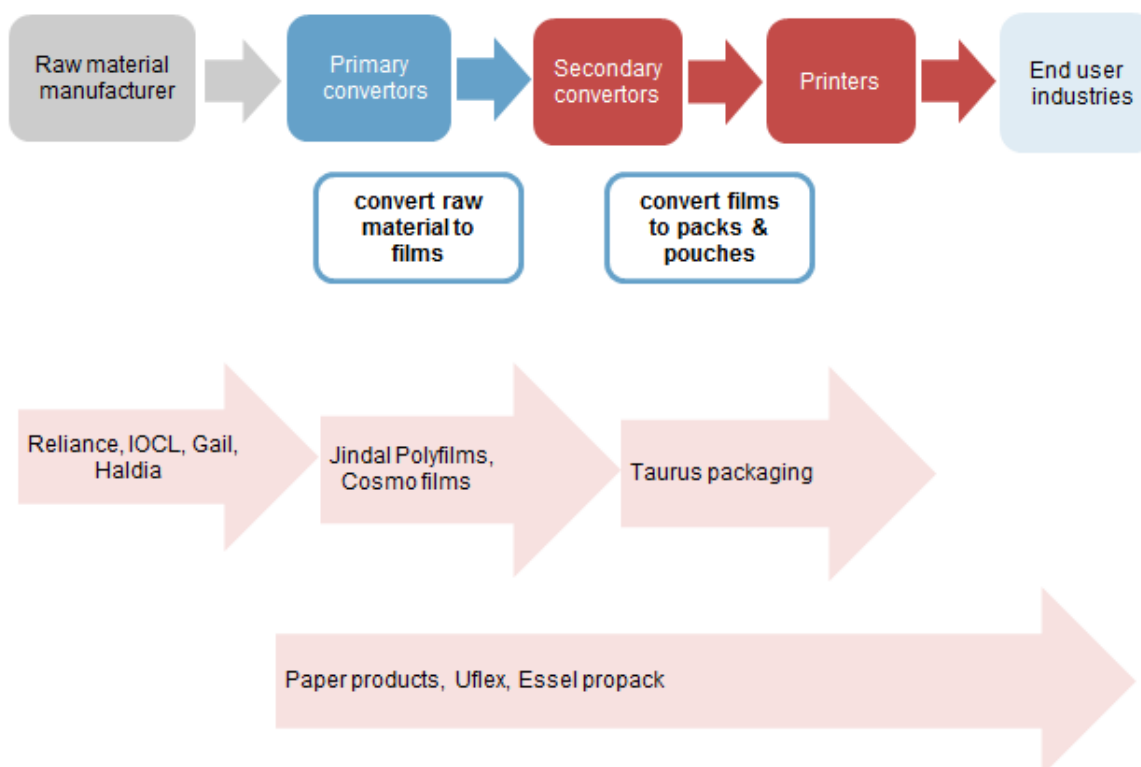 Raw material
manufacturer
Primary
convertors
Secondary
convertors
Printers
End user
industries
convert raw
material to
films
convert films
to packs &
pouches
Reliance, IOCL, Gail,
Haldia
Jindal Polyfilms,
Cosmo films
Taurus packaging
Paper products, Uflex, Essel propack